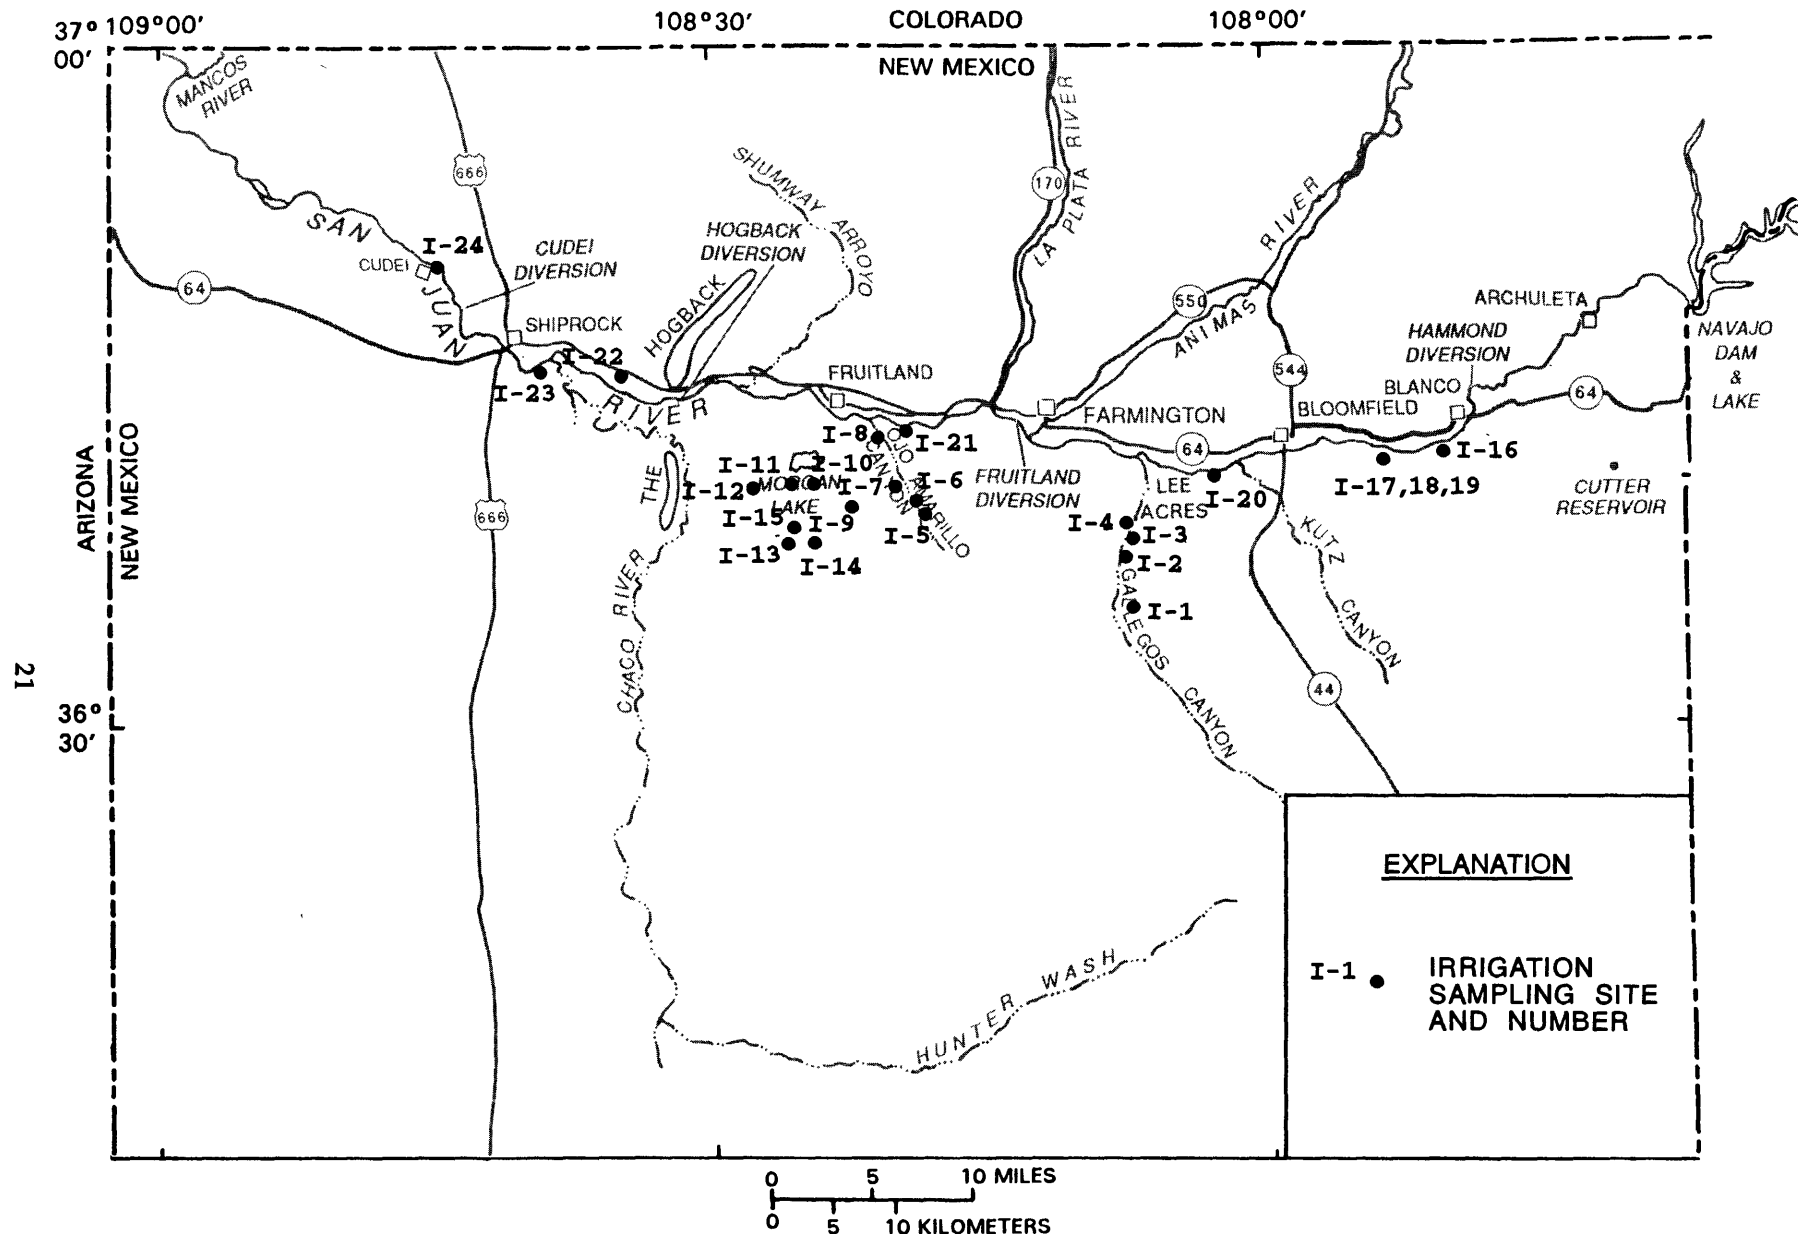 37° 109°00′ 108°30′ COLORADO 108°00′
00′ NEW MEXICO
MANCOS
RIVER
666
SHUMWAY ARROYO
170
LA PLATA RIVER
SAN
JUAN
RIVER
I-24
CUDEI
CUDEI
DIVERSION
HOGBACK
DIVERSION
THE
HOGBACK
64
SHIPROCK
I-22
I-23
FRUITLAND
550
ANIMAS
RIVER
544
ARCHULETA
HAMMOND
DIVERSION
BLANCO
64
NAVAJO
DAM
&
LAKE
FARMINGTON
BLOOMFIELD
64
I-8
I-21
OJO
AMARILLO
CANYON
I-11
I-10
I-12
MORGAN
LAKE
I-7
I-6
I-15
I-9
I-5
I-13
I-14
FRUITLAND
DIVERSION
LEE
ACRES
I-20
I-16
I-17,18,19
CUTTER
RESERVOIR
I-4
I-3
I-2
I-1
GALLEGOS
CANYON
KUTZ
CANYON
44
ARIZONA
NEW MEXICO
666
CHACO RIVER
21
36°
30′
HUNTER WASH
EXPLANATION
I-1
IRRIGATION
SAMPLING SITE
AND NUMBER
0 5 10 MILES
0 5 10 KILOMETERS